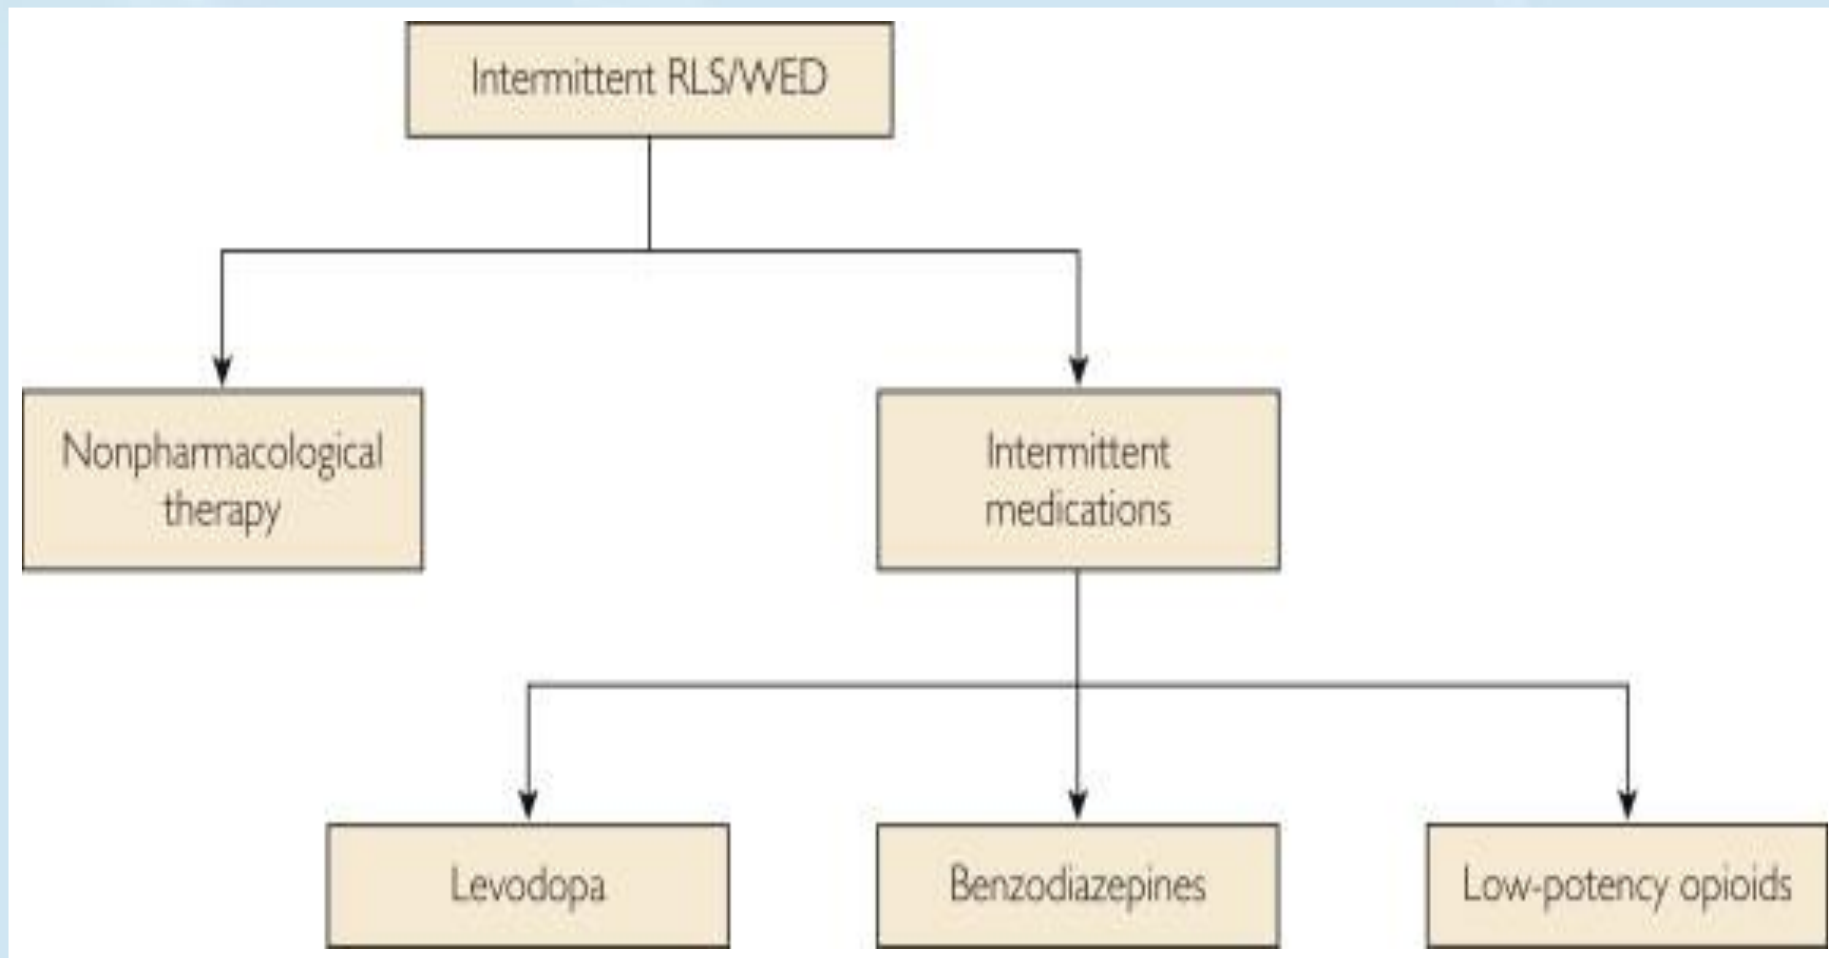 Intermittent RLS/WED
Nonpharmacological
therapy
Intermittent
medications
Levodopa
Benzodiazepines
Low-potency opioids